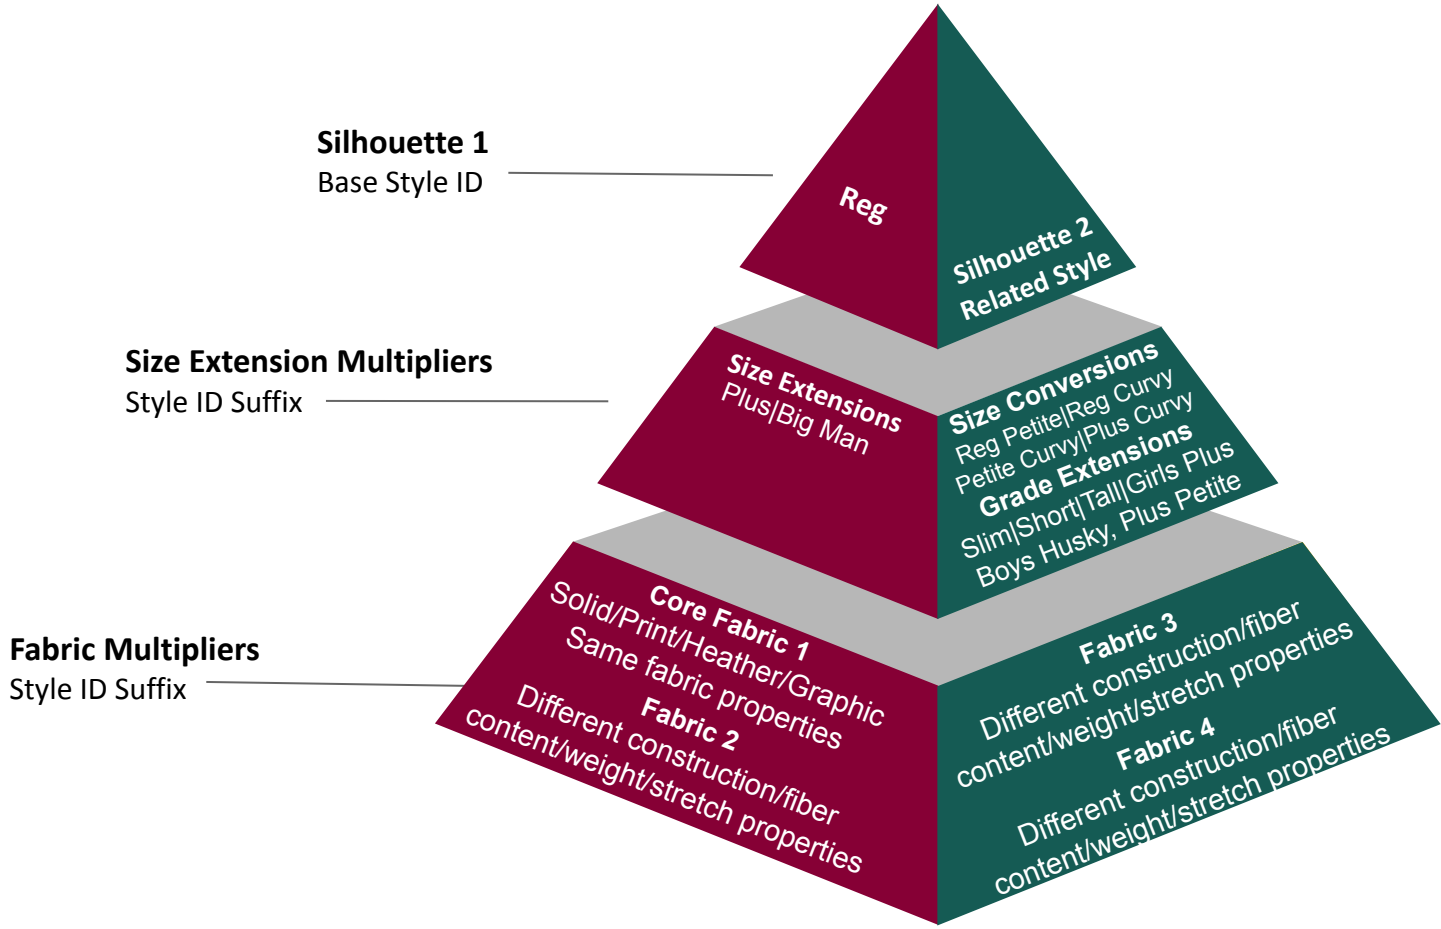 Silhouette 1
Base Style ID
Reg
Silhouette 2
Related Style
Size Extension Multipliers
Style ID Suffix
Size Extensions
Plus|Big Man
Size Conversions
Reg Petite|Reg Curvy
Petite Curvy|Plus Curvy
Grade Extensions
Slim|Short|Tall|Girls Plus
Boys Husky, Plus Petite
Fabric Multipliers
Style ID Suffix
Core Fabric 1
Solid/Print/Heather/Graphic
Same fabric properties
Fabric 2
Different construction/fiber
content/weight/stretch properties
Fabric 3
Different construction/fiber
content/weight/stretch properties
Fabric 4
Different construction/fiber
content/weight/stretch properties